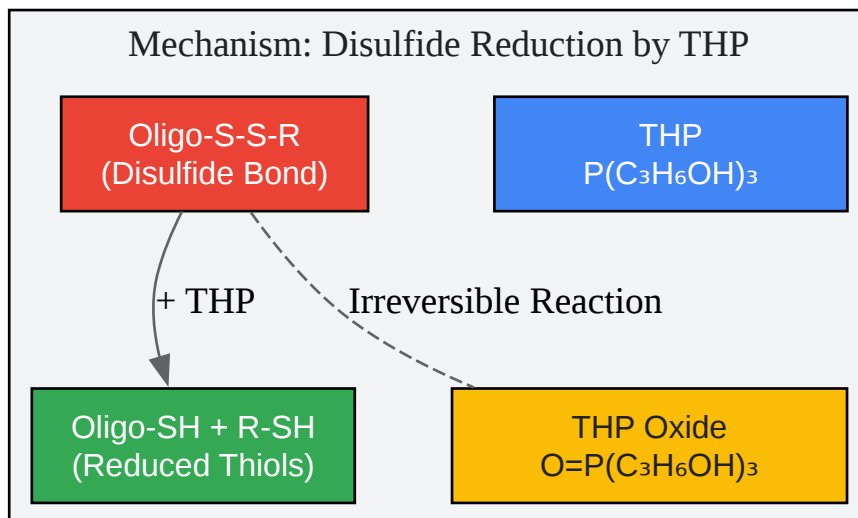 Mechanism: Disulfide Reduction by THP
Oligo-S-S-R
(Disulfide Bond)
THP
P(C₃H₆OH)₃
+ THP
Irreversible Reaction
Oligo-SH + R-SH
(Reduced Thiols)
THP Oxide
O=P(C₃H₆OH)₃